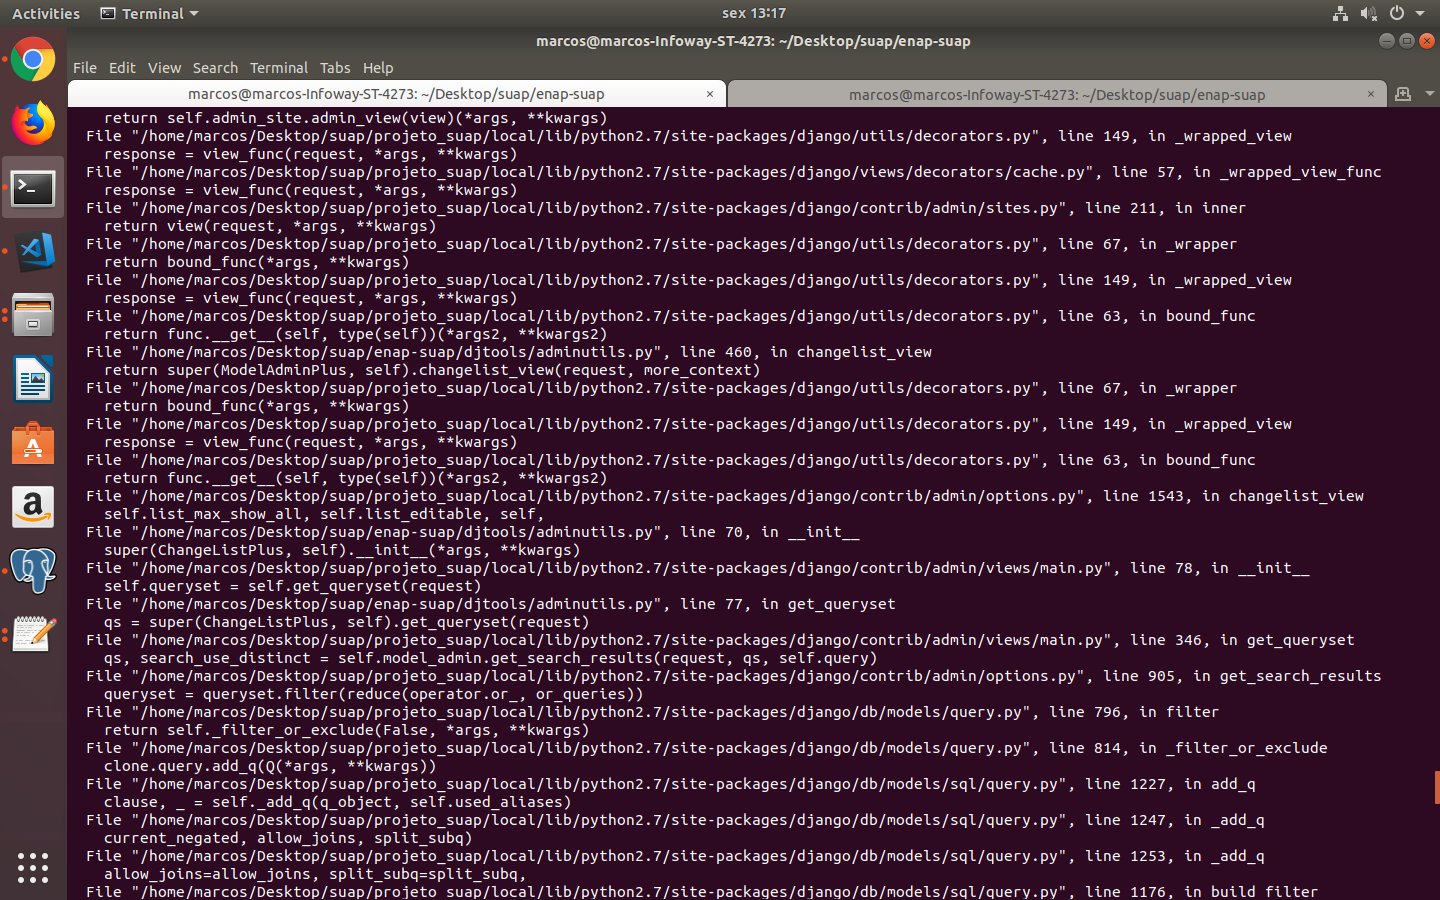 Activities
Terminal
sex 13:17
marcos@marcos-Infoway-ST-4273: ~/Desktop/suap/enap-suap
File Edit View Search Terminal Tabs Help
marcos@marcos-Infoway-ST-4273: ~/Desktop/suap/enap-suap ×
marcos@marcos-Infoway-ST-4273: ~/Desktop/suap/enap-suap ×
return self.admin_site.admin_view(view)(*args, **kwargs)
File "/home/marcos/Desktop/suap/projeto_suap/local/lib/python2.7/site-packages/django/utils/decorators.py", line 149, in _wrapped_view
response = view_func(request, *args, **kwargs)
File "/home/marcos/Desktop/suap/projeto_suap/local/lib/python2.7/site-packages/django/views/decorators/cache.py", line 57, in _wrapped_view_func
response = view_func(request, *args, **kwargs)
File "/home/marcos/Desktop/suap/projeto_suap/local/lib/python2.7/site-packages/django/contrib/admin/sites.py", line 211, in inner
return view(request, *args, **kwargs)
File "/home/marcos/Desktop/suap/projeto_suap/local/lib/python2.7/site-packages/django/utils/decorators.py", line 67, in _wrapper
return bound_func(*args, **kwargs)
File "/home/marcos/Desktop/suap/projeto_suap/local/lib/python2.7/site-packages/django/utils/decorators.py", line 149, in _wrapped_view
response = view_func(request, *args, **kwargs)
File "/home/marcos/Desktop/suap/projeto_suap/local/lib/python2.7/site-packages/django/utils/decorators.py", line 63, in bound_func
return func.__get__(self, type(self))(*args2, **kwargs2)
File "/home/marcos/Desktop/suap/enap-suap/djtools/adminutils.py", line 460, in changelist_view
return super(ModelAdminPlus, self).changelist_view(request, more_context)
File "/home/marcos/Desktop/suap/projeto_suap/local/lib/python2.7/site-packages/django/utils/decorators.py", line 67, in _wrapper
return bound_func(*args, **kwargs)
File "/home/marcos/Desktop/suap/projeto_suap/local/lib/python2.7/site-packages/django/utils/decorators.py", line 149, in _wrapped_view
response = view_func(request, *args, **kwargs)
File "/home/marcos/Desktop/suap/projeto_suap/local/lib/python2.7/site-packages/django/utils/decorators.py", line 63, in bound_func
return func.__get__(self, type(self))(*args2, **kwargs2)
File "/home/marcos/Desktop/suap/projeto_suap/local/lib/python2.7/site-packages/django/contrib/admin/options.py", line 1543, in changelist_view
self.list_max_show_all, self.list_editable, self,
File "/home/marcos/Desktop/suap/enap-suap/djtools/adminutils.py", line 70, in __init__
super(ChangeListPlus, self).__init__(*args, **kwargs)
File "/home/marcos/Desktop/suap/projeto_suap/local/lib/python2.7/site-packages/django/contrib/admin/views/main.py", line 78, in __init__
self.queryset = self.get_queryset(request)
File "/home/marcos/Desktop/suap/enap-suap/djtools/adminutils.py", line 77, in get_queryset
qs = super(ChangeListPlus, self).get_queryset(request)
File "/home/marcos/Desktop/suap/projeto_suap/local/lib/python2.7/site-packages/django/contrib/admin/views/main.py", line 346, in get_queryset
qs, search_use_distinct = self.model_admin.get_search_results(request, qs, self.query)
File "/home/marcos/Desktop/suap/projeto_suap/local/lib/python2.7/site-packages/django/contrib/admin/options.py", line 905, in get_search_results
queryset = queryset.filter(reduce(operator.or_, or_queries))
File "/home/marcos/Desktop/suap/projeto_suap/local/lib/python2.7/site-packages/django/db/models/query.py", line 796, in filter
return self._filter_or_exclude(False, *args, **kwargs)
File "/home/marcos/Desktop/suap/projeto_suap/local/lib/python2.7/site-packages/django/db/models/query.py", line 814, in _filter_or_exclude
clone.query.add_q(Q(*args, **kwargs))
File "/home/marcos/Desktop/suap/projeto_suap/local/lib/python2.7/site-packages/django/db/models/sql/query.py", line 1227, in add_q
clause, _ = self._add_q(q_object, self.used_aliases)
File "/home/marcos/Desktop/suap/projeto_suap/local/lib/python2.7/site-packages/django/db/models/sql/query.py", line 1247, in _add_q
current_negated, allow_joins, split_subq)
File "/home/marcos/Desktop/suap/projeto_suap/local/lib/python2.7/site-packages/django/db/models/sql/query.py", line 1253, in _add_q
allow_joins=allow_joins, split_subq=split_subq,
File "/home/marcos/Desktop/suap/projeto_suap/local/lib/python2.7/site-packages/django/db/models/sql/query.py", line 1176, in build_filter